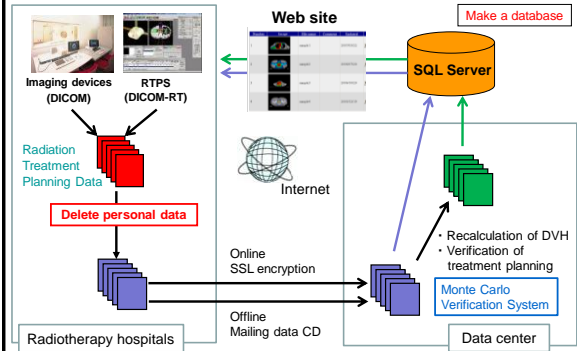 Web site
Make a database
SQL Server
Imaging devices
(DICOM)
RTPS
(DICOM-RT)
Radiation
Treatment
Planning Data
Delete personal data
Internet
Online
SSL encryption
Offline
Mailing data CD
・Recalculation of DVH
・Verification of
treatment planning
Monte Carlo
Verification System
Radiotherapy hospitals
Data center